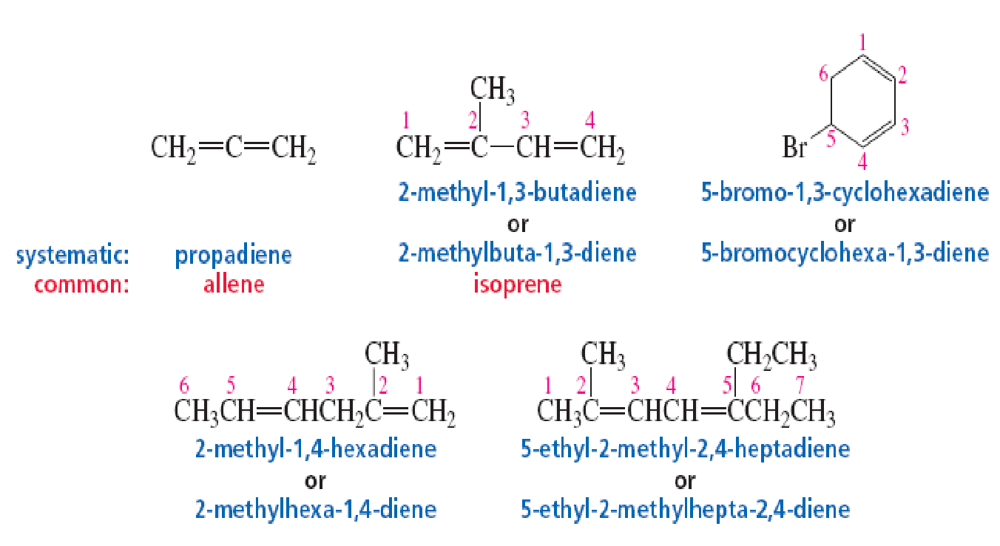 CH₂=C=CH₂
CH₃
1 2 3 4
CH₂=C—CH=CH₂
2-methyl-1,3-butadiene
or
2-methylbuta-1,3-diene
isoprene
1
6 2
5 3
4
Br
5-bromo-1,3-cyclohexadiene
or
5-bromocyclohexa-1,3-diene
systematic: propadiene
common: allene
CH₃
6 5 4 3 2 1
CH₃CH=CHCH₂C=CH₂
2-methyl-1,4-hexadiene
or
2-methylhexa-1,4-diene
CH₃ CH₂CH₃
1 2 3 4 5 6 7
CH₃C=CHCH=CCH₂CH₃
5-ethyl-2-methyl-2,4-heptadiene
or
5-ethyl-2-methylhepta-2,4-diene